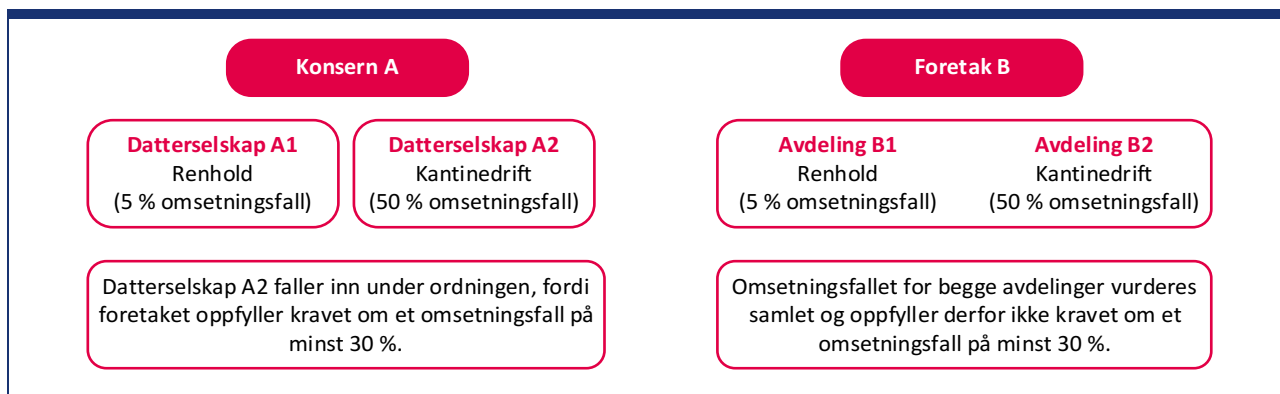 Konsern A
Datterselskap A1
Renhold
(5 % omsetningsfall)
Datterselskap A2
Kantinedrift
(50 % omsetningsfall)
Datterselskap A2 faller inn under ordningen, fordi
foretaket oppfyller kravet om et omsetningsfall på
minst 30 %.
Foretak B
Avdeling B1
Renhold
(5 % omsetningsfall)
Avdeling B2
Kantinedrift
(50 % omsetningsfall)
Omsetningsfallet for begge avdelinger vurderes
samlet og oppfyller derfor ikke kravet om et
omsetningsfall på minst 30 %.